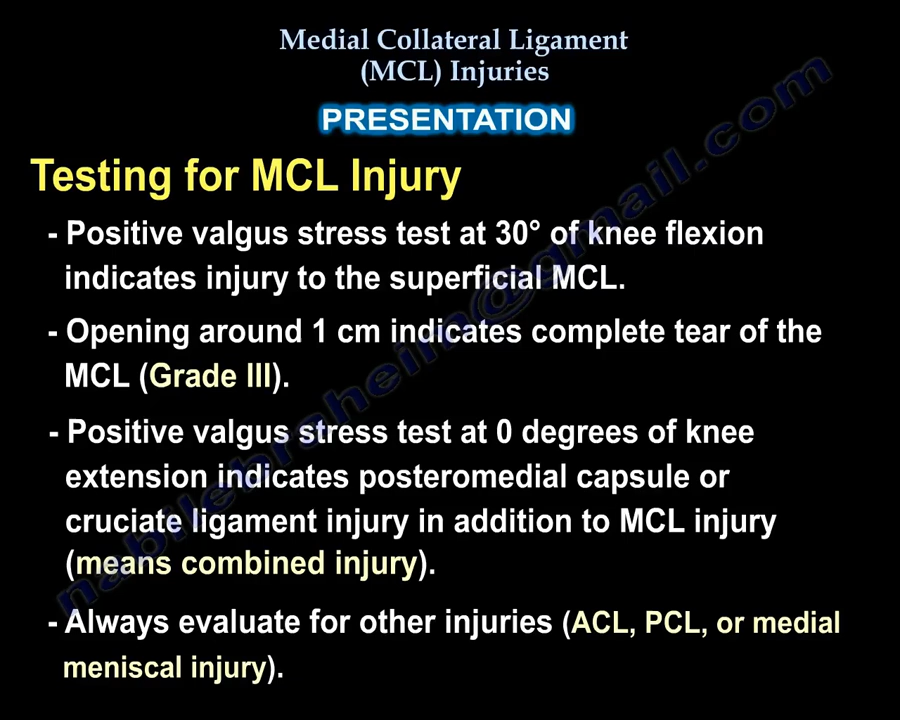 Medial Collateral Ligament
(MCL) Injuries
PRESENTATION
Testing for MCL Injury
- Positive valgus stress test at 30° of knee flexion
indicates injury to the superficial MCL.
- Opening around 1 cm indicates complete tear of the
MCL (Grade III).
- Positive valgus stress test at 0 degrees of knee
extension indicates posteromedial capsule or
cruciate ligament injury in addition to MCL injury
(means combined injury).
- Always evaluate for other injuries (ACL, PCL, or medial
meniscal injury).
nabilebraheim@gmail.com